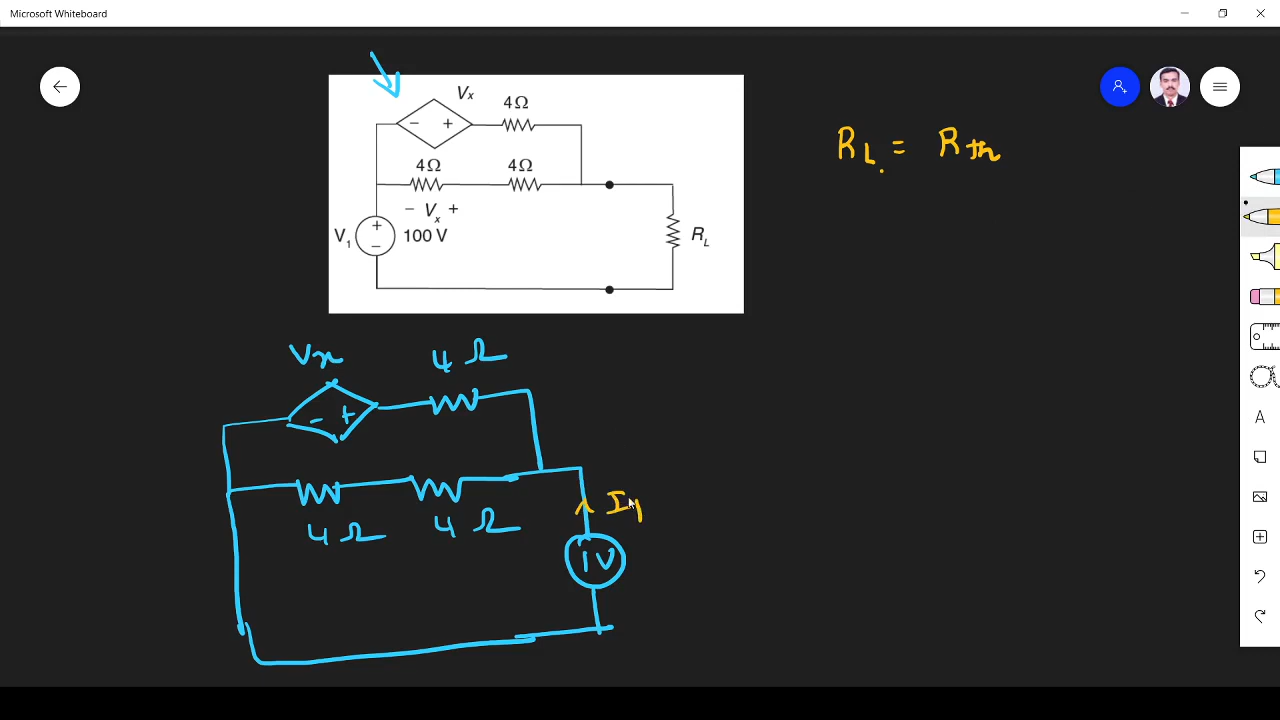 Microsoft Whiteboard
Vx
4Ω
4Ω 4Ω
− Vx +
V1 100 V
RL
− +
+
−
RL = Rth
Vx 4 Ω
− +
4 Ω 4 Ω
I1
1V
A